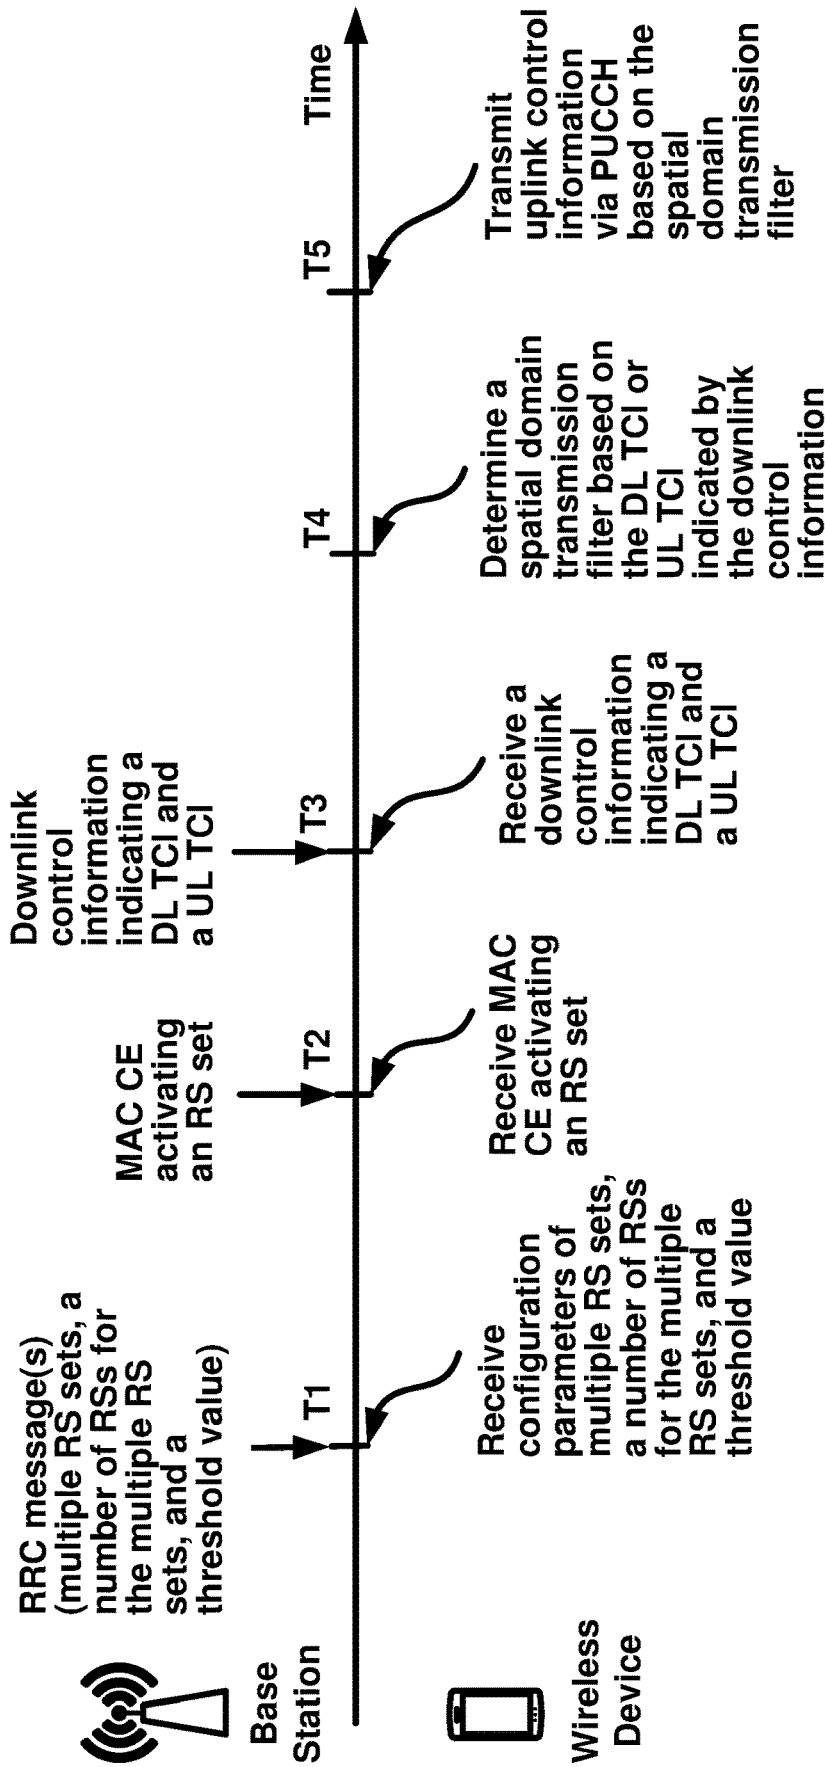 Base
Station
RRC message(s)
(multiple RS sets, a
number of RSs for
the multiple RS
sets, and a
threshold value)
MAC CE
activating
an RS set
Downlink
control
information
indicating a
DL TCI and
a UL TCI
T1
T2
T3
T4
T5
Time
Wireless
Device
Receive
configuration
parameters of
multiple RS sets,
a number of RSs
for the multiple
RS sets, and a
threshold value
Receive MAC
CE activating
an RS set
Receive a
downlink
control
information
indicating a
DL TCI and
a UL TCI
Determine a
spatial domain
transmission
filter based on
the DL TCI or
UL TCI
indicated by
the downlink
control
information
Transmit
uplink control
information
via PUCCH
based on the
spatial
domain
transmission
filter